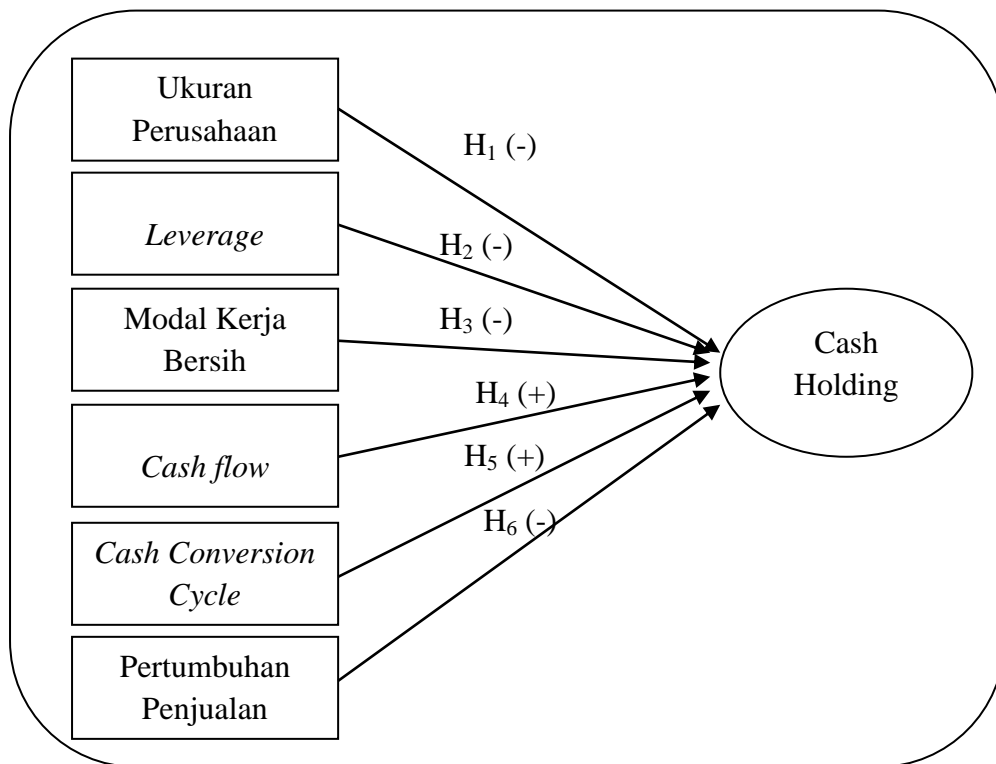 Ukuran
Perusahaan
H₁ (-)
Leverage
H₂ (-)
Modal Kerja
Bersih
H₃ (-)
Cash
Holding
H₄ (+)
Cash flow
H₅ (+)
H₆ (-)
Cash Conversion
Cycle
Pertumbuhan
Penjualan